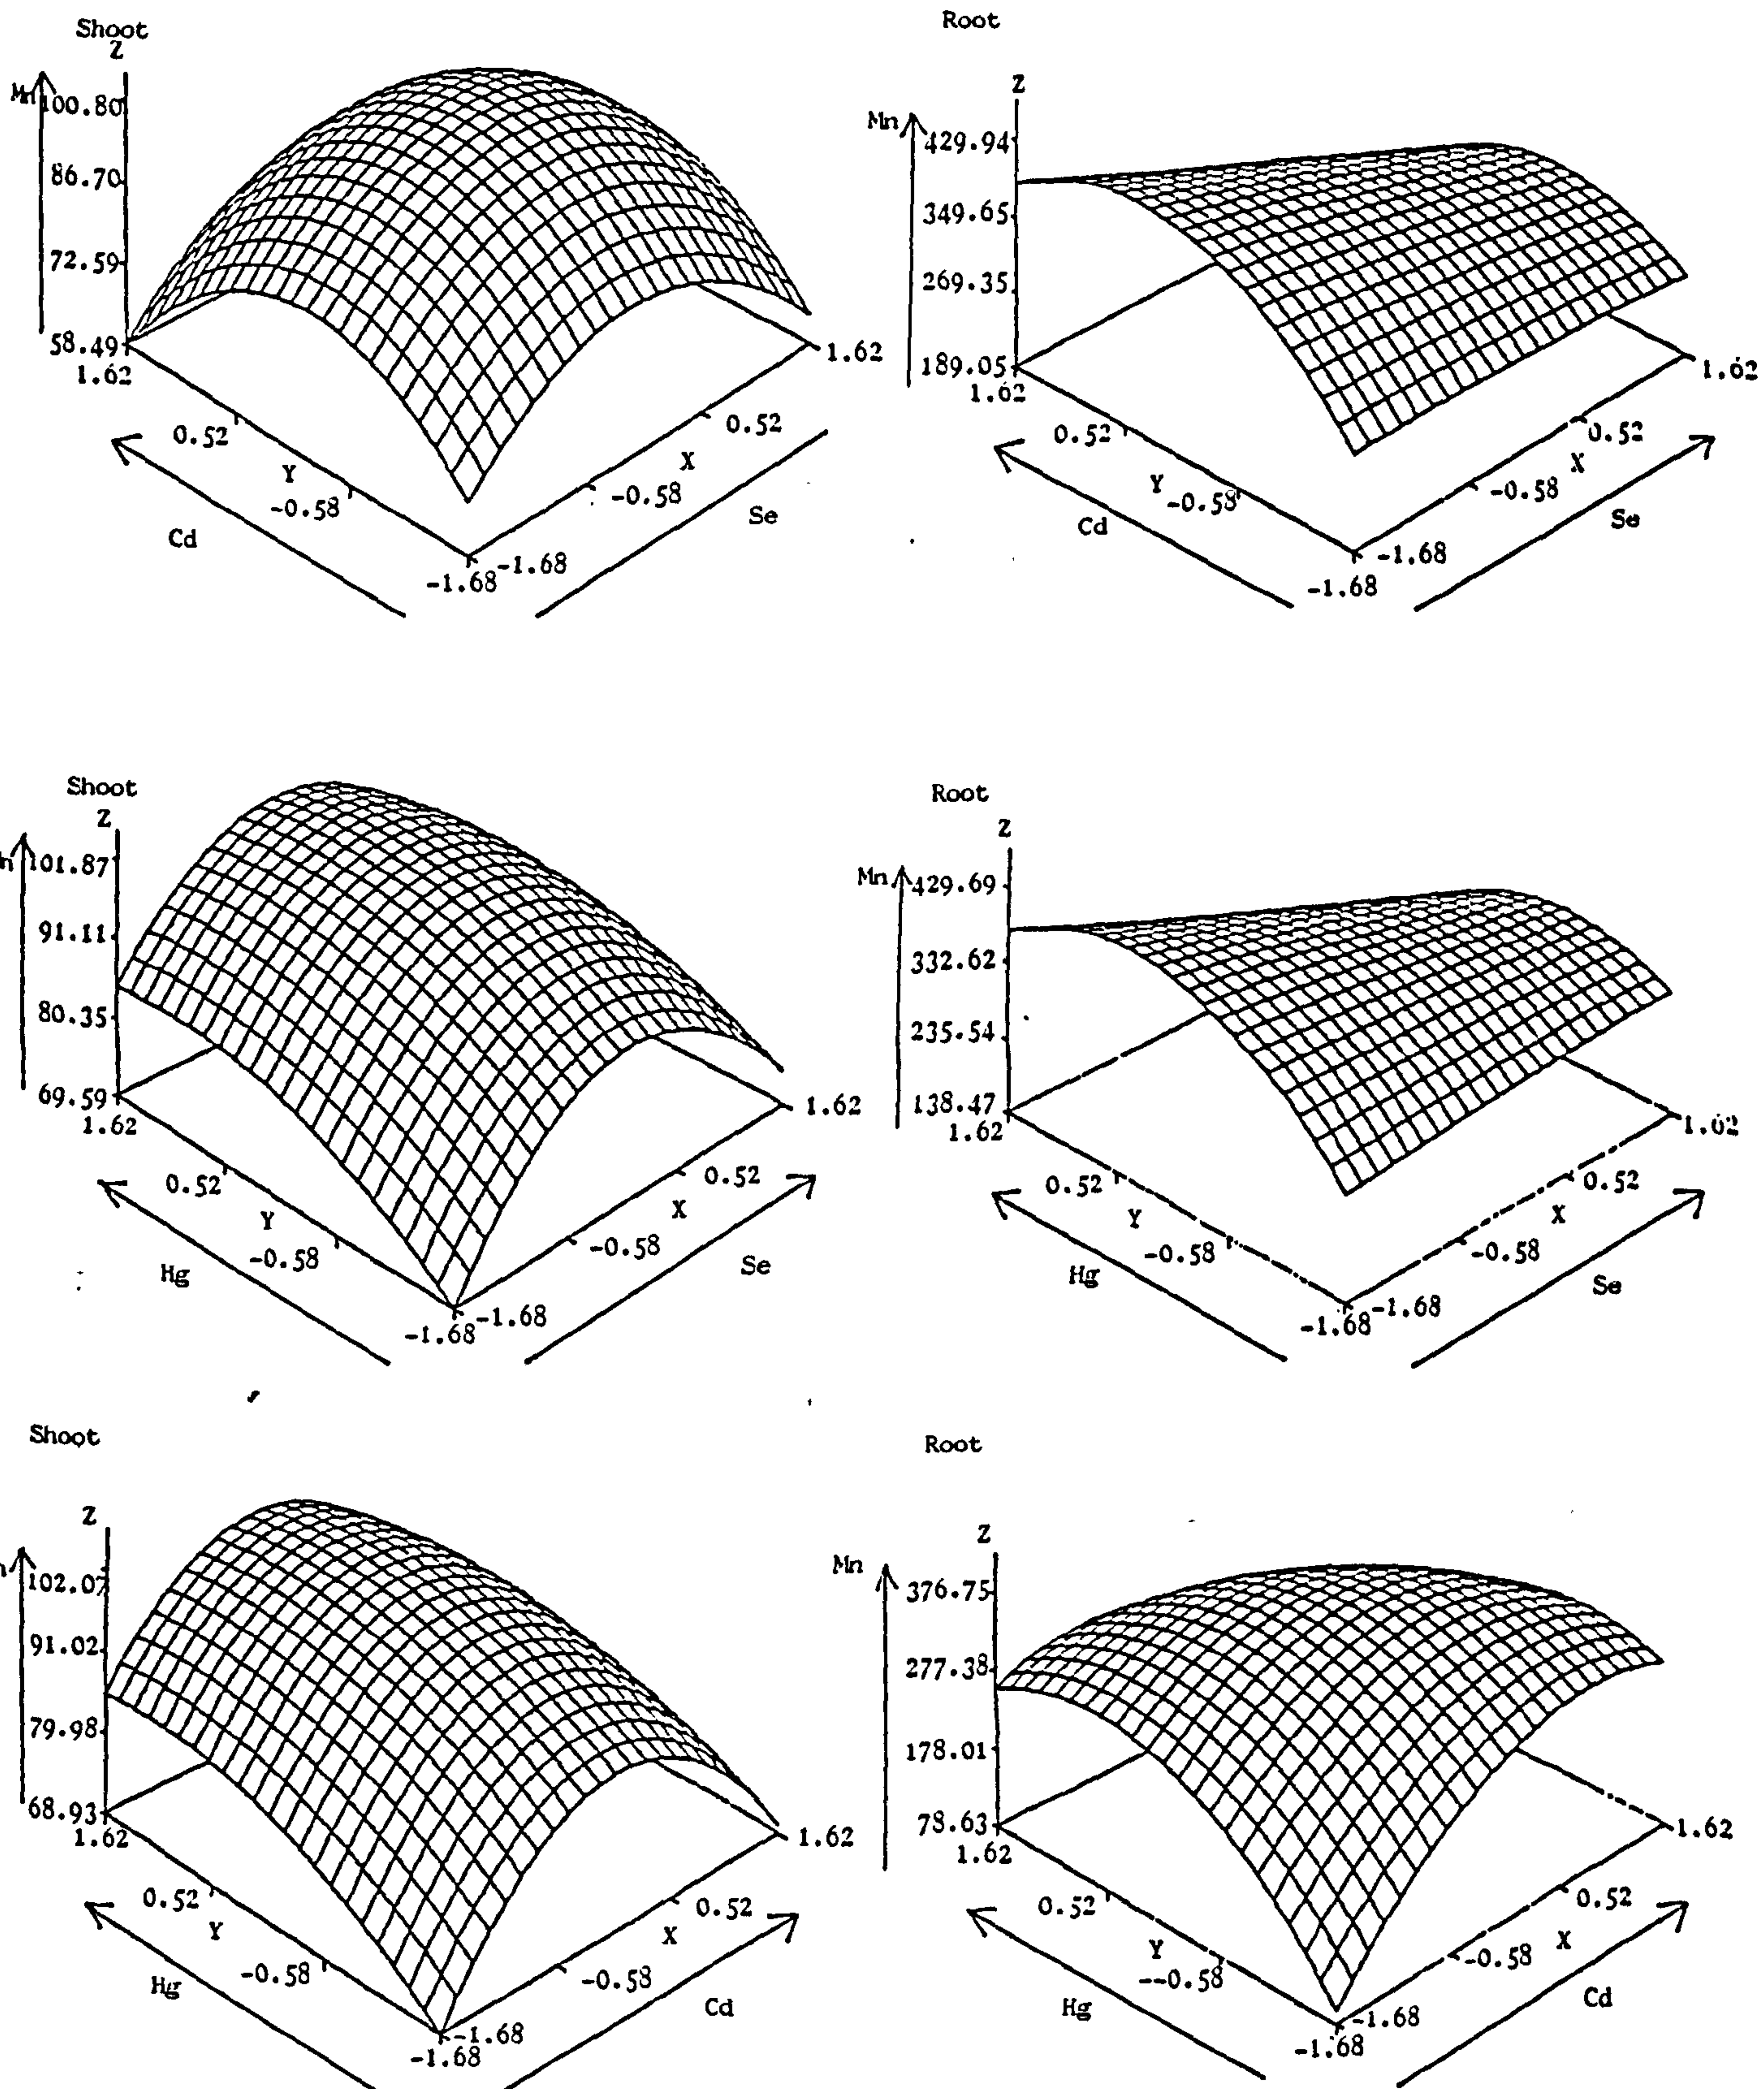 Shoot
Z
Mn
100.80
86.70
72.59
58.49
1.62
0.52
Y
-0.58
Cd
-1.68
-1.68
-0.58
X
0.52
1.62
Se
Root
Z
Mn
429.94
349.65
269.35
189.05
1.62
0.52
Y
-0.58
Cd
-1.68
-1.68
-0.58
X
0.52
1.62
Se
Shoot
Z
101.87
91.11
80.35
69.59
1.62
0.52
Y
-0.58
Hg
-1.68
-1.68
-0.58
X
0.52
1.62
Se
Root
Z
Mn
429.69
332.62
235.54
138.47
1.62
0.52
Y
-0.58
Hg
-1.68
-1.68
-0.58
X
0.52
1.62
Se
Shoot
Z
102.07
91.02
79.98
68.93
1.62
0.52
Y
-0.58
Hg
-1.68
-1.68
-0.58
X
0.52
1.62
Cd
Root
Z
Mn
376.75
277.38
178.01
78.63
1.62
0.52
Y
--0.58
Hg
-1.68
-1.68
-0.58
X
0.52
1.62
Cd